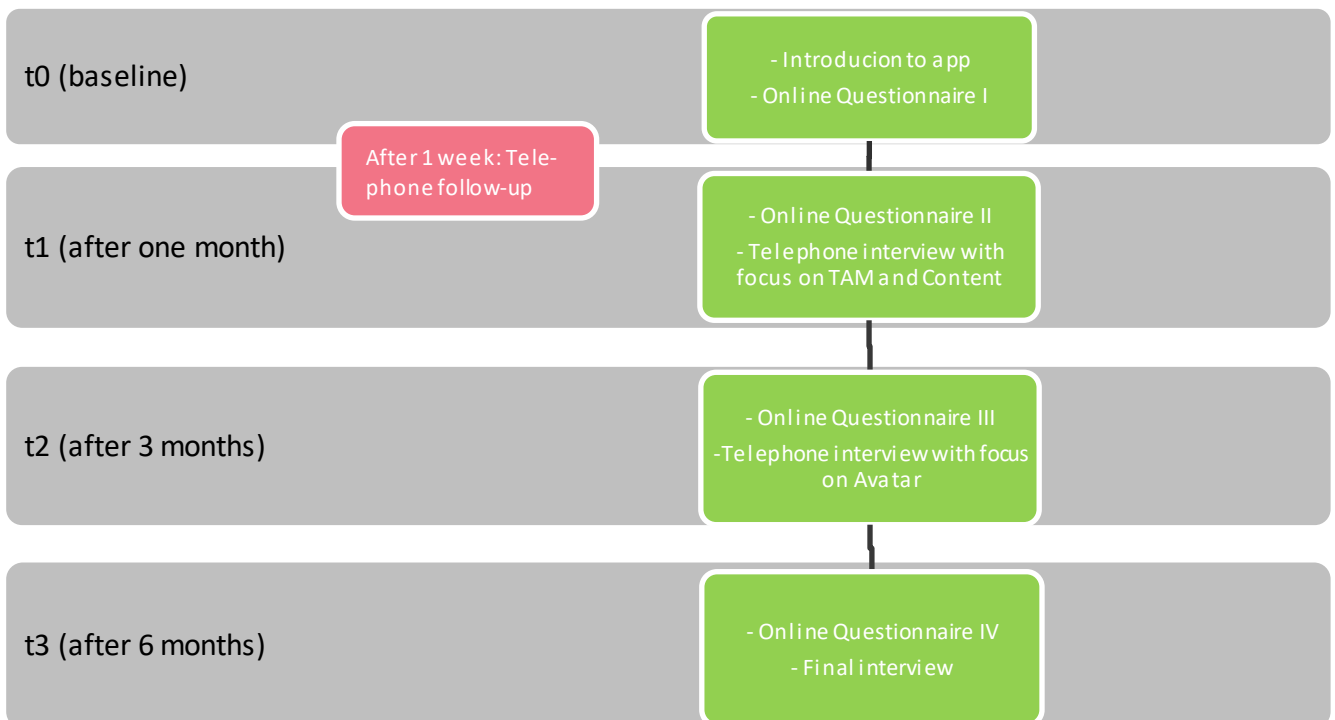 t0 (baseline)
- Introducion to app
- Online Questionnaire I
After 1 week: Tele-
phone follow-up
t1 (after one month)
- Online Questionnaire II
- Telephone interview with
focus on TAM and Content
t2 (after 3 months)
- Online Questionnaire III
-Telephone interview with focus
on Avatar
t3 (after 6 months)
- Online Questionnaire IV
- Final interview